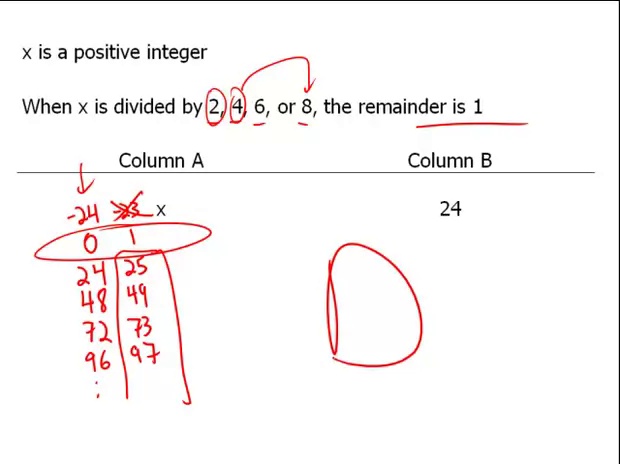 x is a positive integer
When x is divided by 2, 4, 6, or 8, the remainder is 1
Column A Column B
-24 -23 x 24
0 1
24 25
48 49
72 73
96 97
:
D